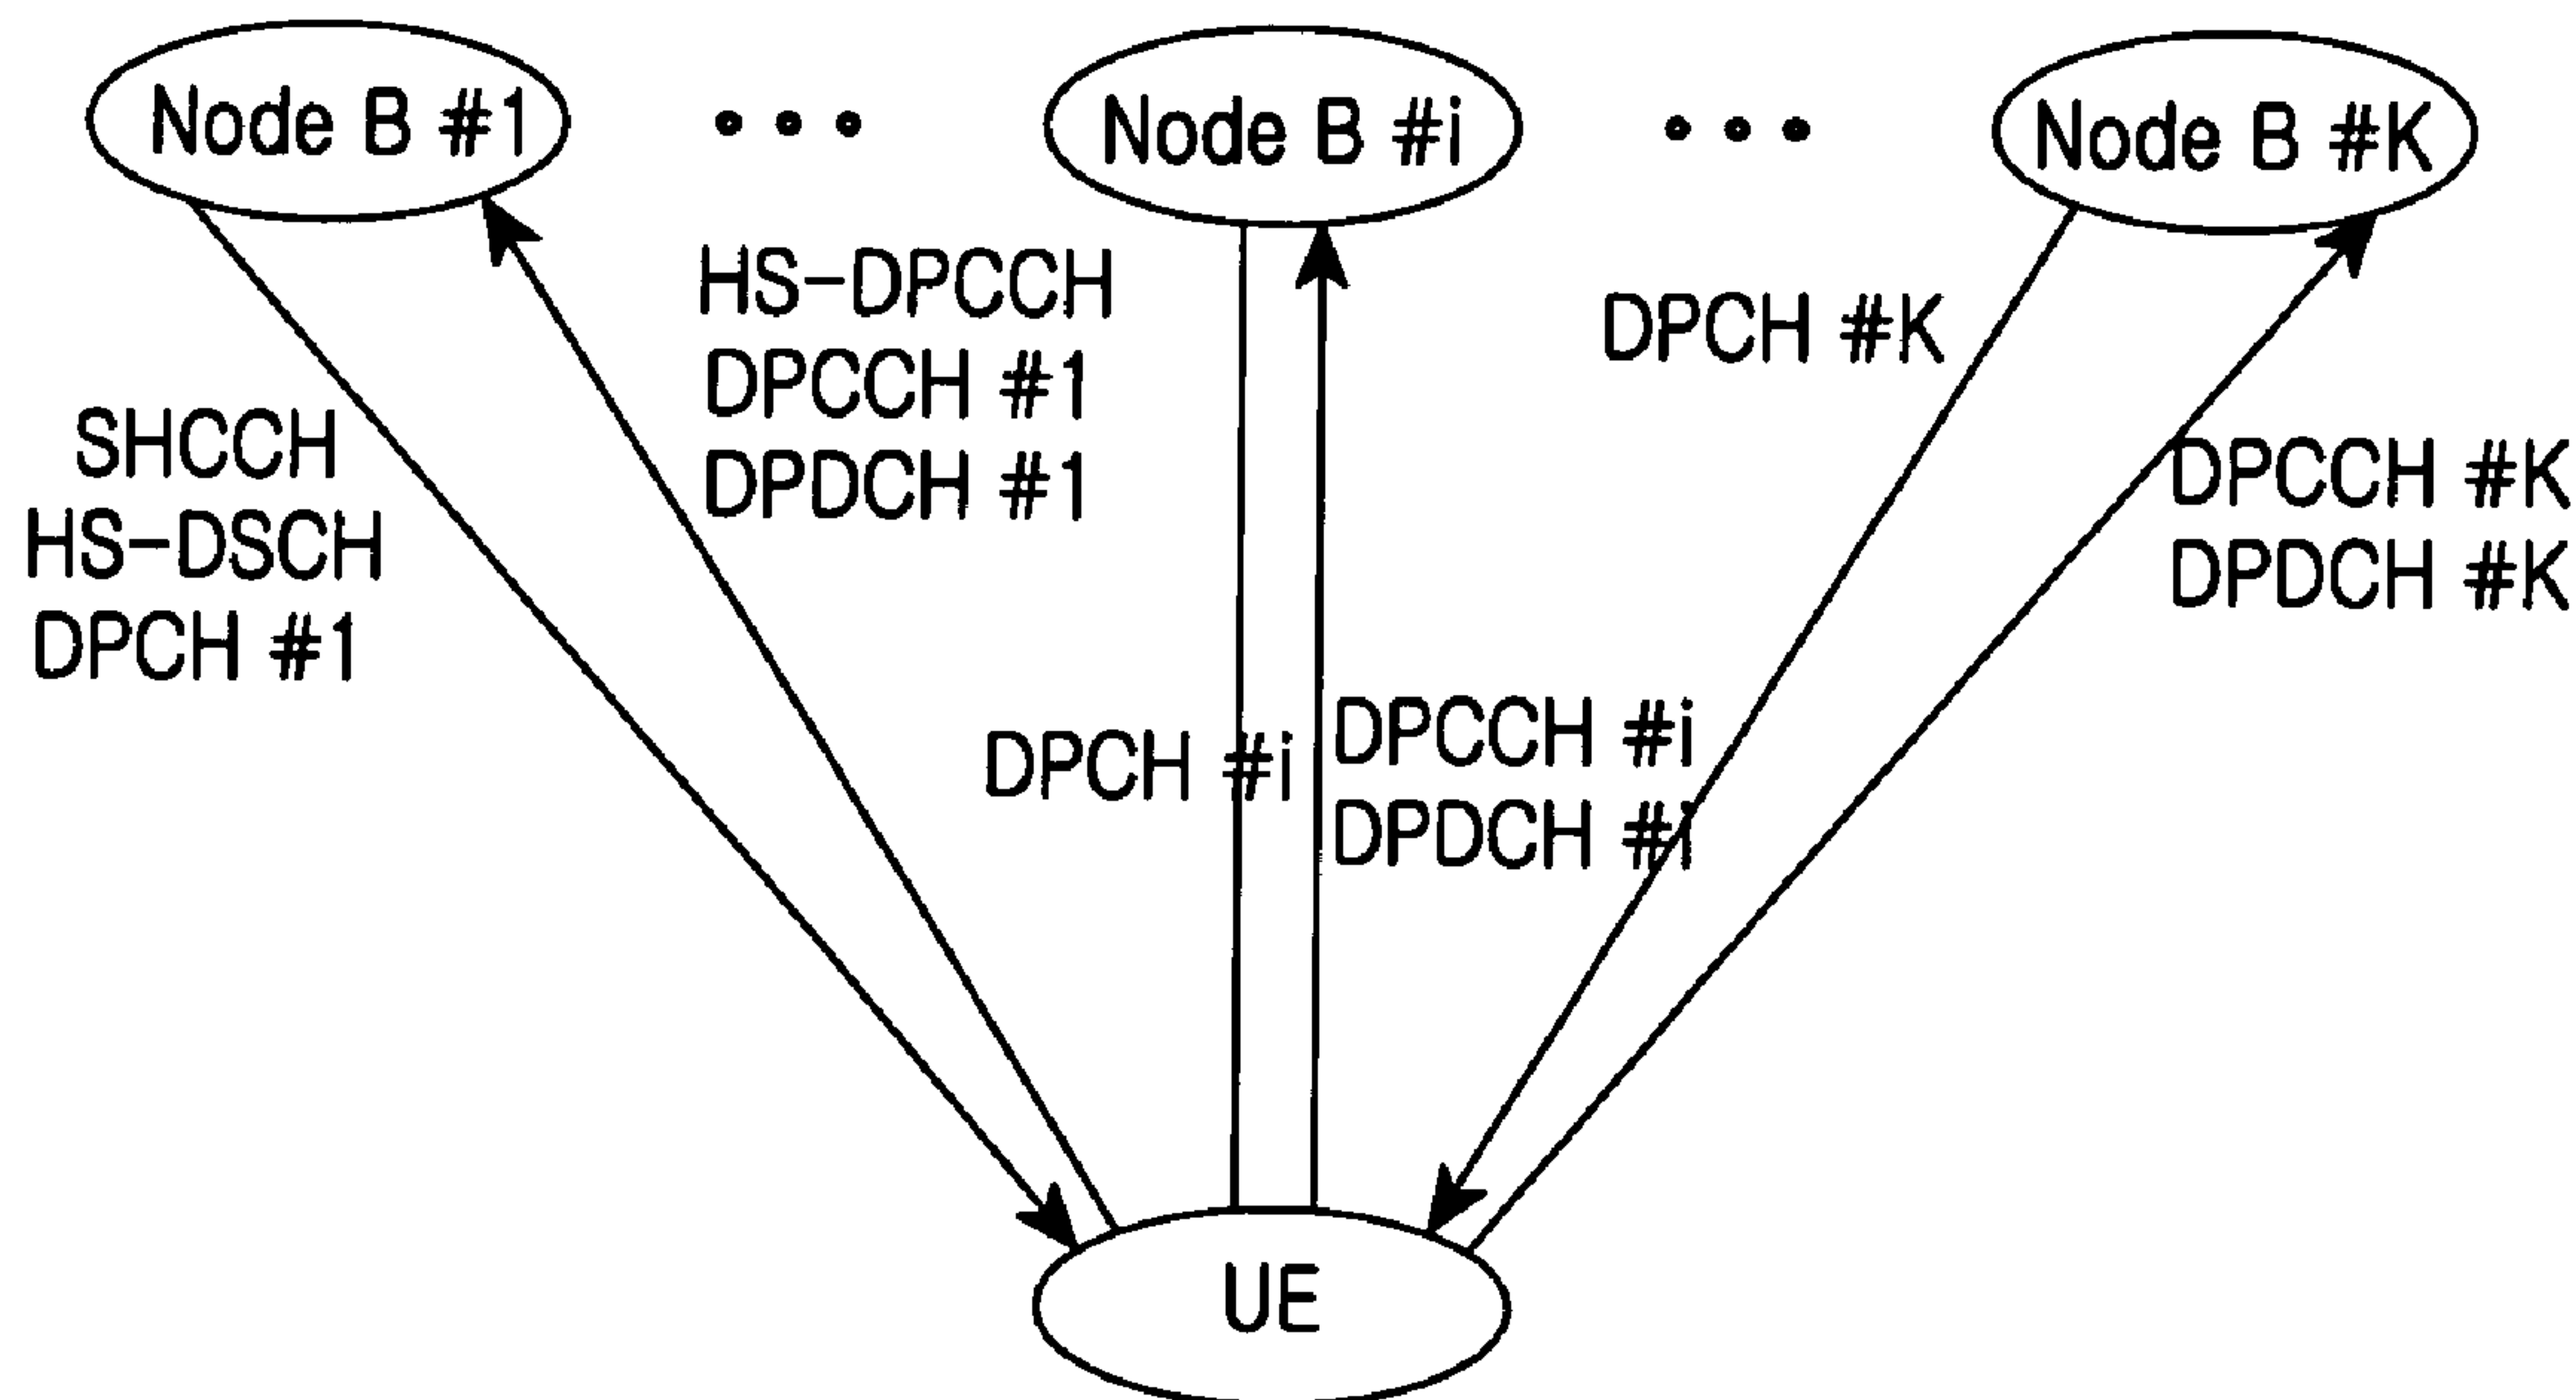 Node B #1
Node B #i
Node B #K
HS-DPCCH
DPCCH #1
DPDCH #1
SHCCH
HS-DSCH
DPCH #1
DPCH #K
DPCCH #K
DPDCH #K
DPCH #i
DPCCH #i
DPDCH #i
UE